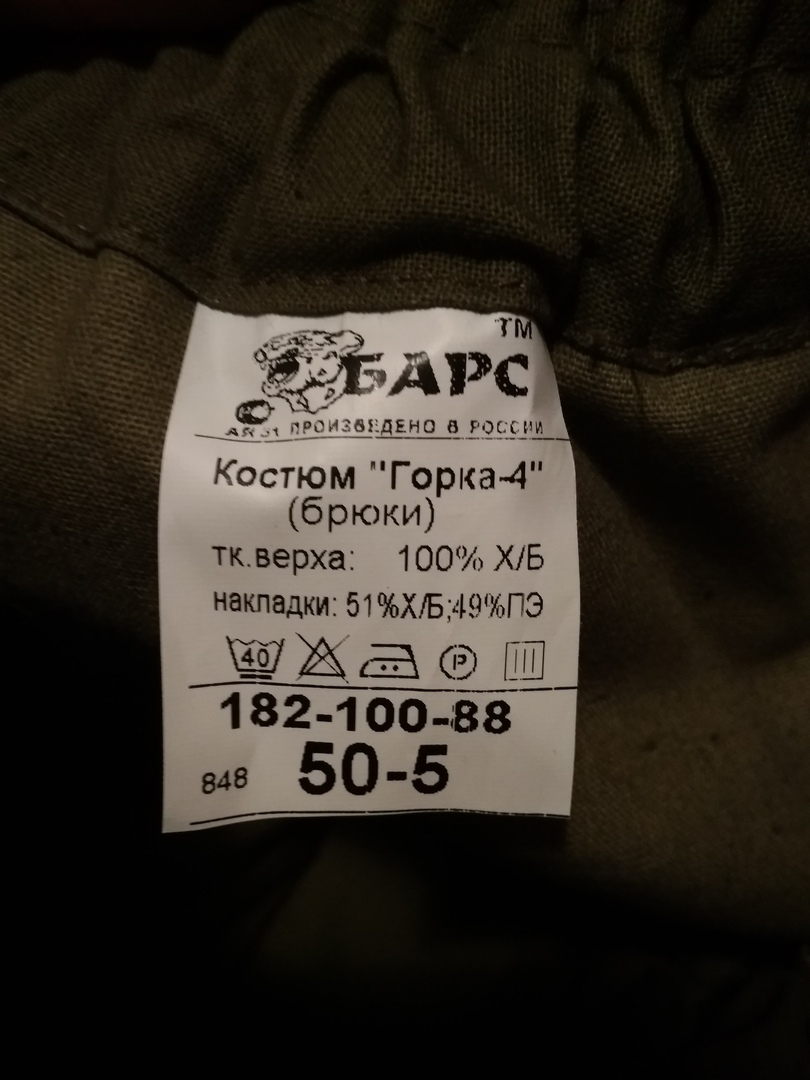 ТМ
БАРС
ПРОИЗВЕДЕНО В РОССИИ
Костюм "Горка-4"
(брюки)
тк.верха: 100% Х/Б
накладки: 51%Х/Б;49%ПЭ
40 P
182-100-88
848 50-5